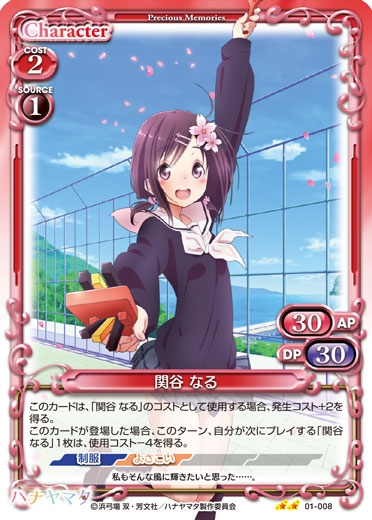 Precious Memories
Character
COST
2
SOURCE
1
30 AP
DP 30
関谷 なる
このカードは、「関谷 なる」のコストとして使用する場合、発生コスト+2を
得る。
このカードが登場した場合、このターン、自分が次にプレイする「関谷
なる」1枚は、使用コスト-4を得る。
制服 よさこい
私もそんな風に輝きたいと思った……。
ハナヤマタ
©浜弓場 双・芳文社/ハナヤマタ製作委員会
01-008